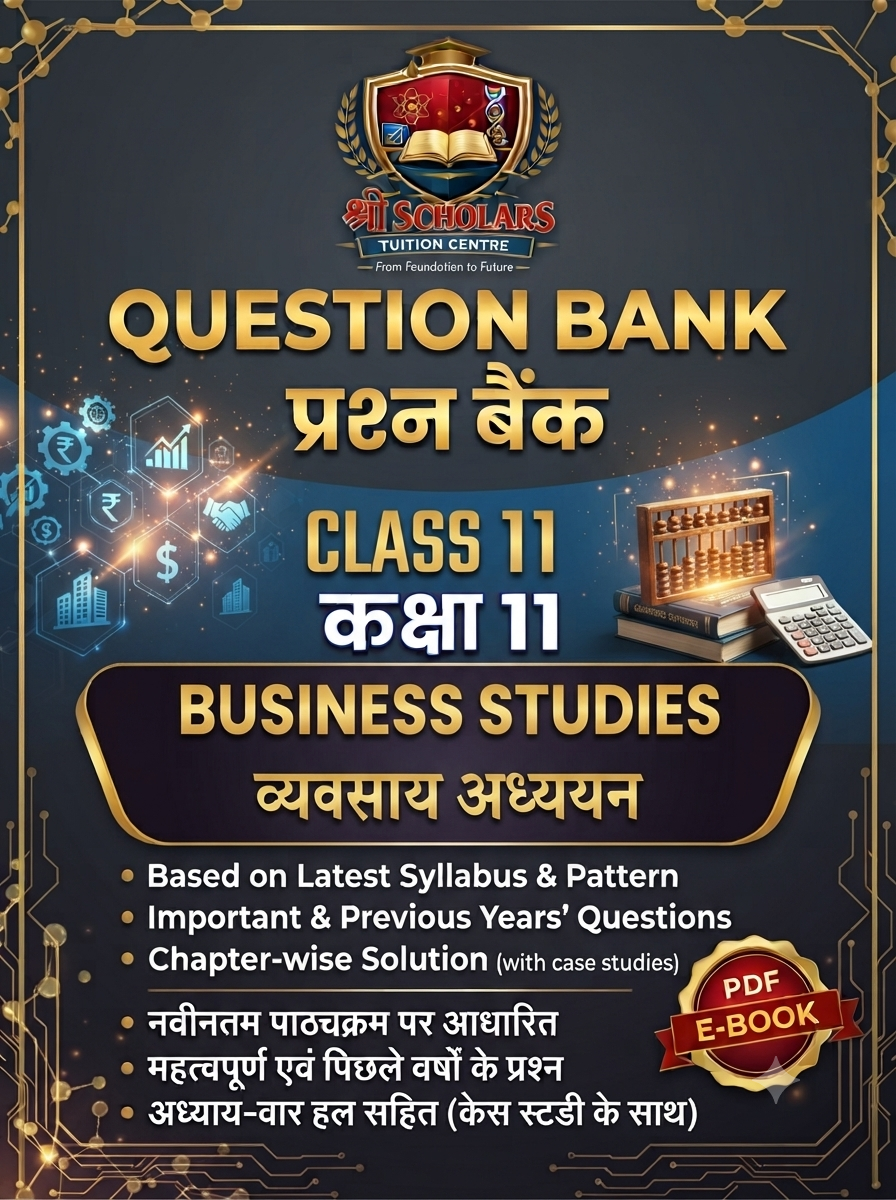 श्री SCHOLARS
TUITION CENTRE
From Feundotien to Future
QUESTION BANK
प्रश्न बैंक
CLASS 11
कक्षा 11
BUSINESS STUDIES
व्यवसाय अध्ययन
• Based on Latest Syllabus & Pattern
• Important & Previous Years' Questions
• Chapter-wise Solution (with case studies)
PDF
E-BOOK
• नवीनतम पाठचक्रम पर आधारित
• महत्वपूर्ण एवं पिछले वर्षों के प्रश्न
• अध्याय-वार हल सहित (केस स्टडी के साथ)